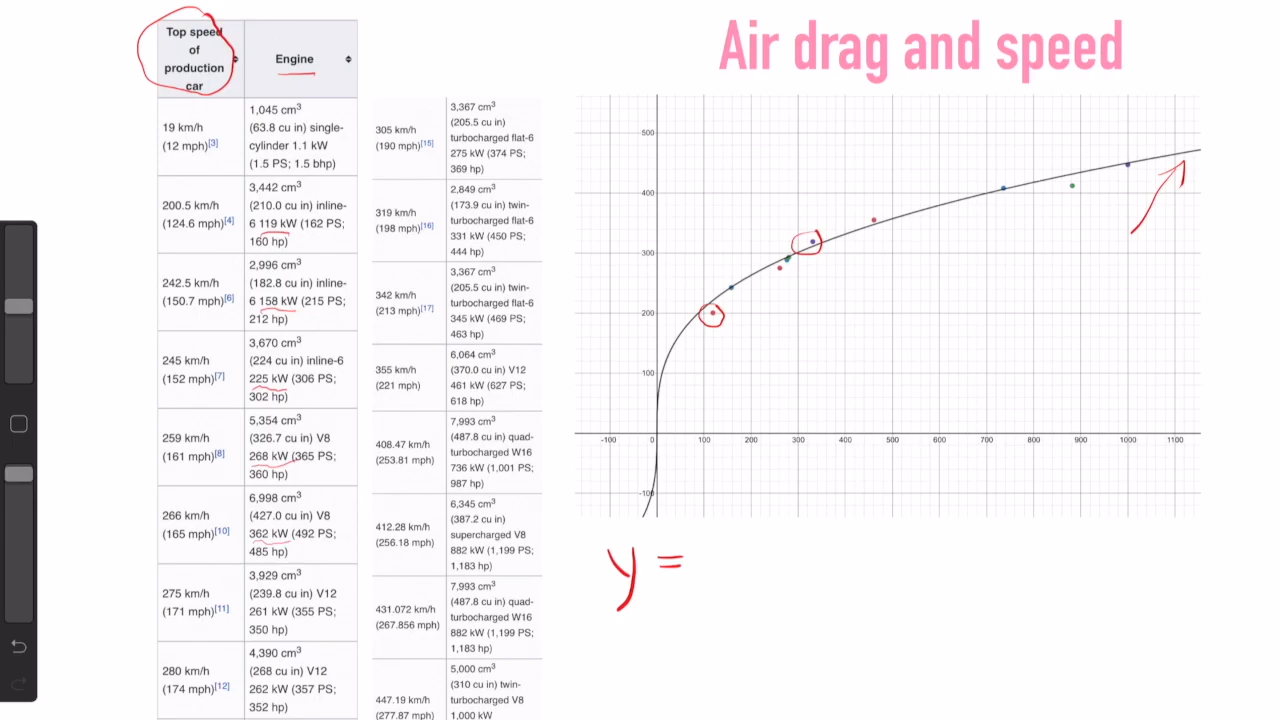 Air drag and speed
Top speed
of
production
car
Engine
19 km/h
(12 mph)[3]
1,045 cm³
(63.8 cu in) single-
cylinder 1.1 kW
(1.5 PS; 1.5 bhp)
200.5 km/h
(124.6 mph)[4]
3,442 cm³
(210.0 cu in) inline-
6 119 kW (162 PS;
160 hp)
242.5 km/h
(150.7 mph)[6]
2,996 cm³
(182.8 cu in) inline-
6 158 kW (215 PS;
212 hp)
245 km/h
(152 mph)[7]
3,670 cm³
(224 cu in) inline-6
225 kW (306 PS;
302 hp)
259 km/h
(161 mph)[8]
5,354 cm³
(326.7 cu in) V8
268 kW (365 PS;
360 hp)
266 km/h
(165 mph)[10]
6,998 cm³
(427.0 cu in) V8
362 kW (492 PS;
485 hp)
275 km/h
(171 mph)[11]
3,929 cm³
(239.8 cu in) V12
261 kW (355 PS;
350 hp)
280 km/h
(174 mph)[12]
4,390 cm³
(268 cu in) V12
262 kW (357 PS;
352 hp)
305 km/h
(190 mph)[15]
3,367 cm³
(205.5 cu in)
turbocharged flat-6
275 kW (374 PS;
369 hp)
319 km/h
(198 mph)[16]
2,849 cm³
(173.9 cu in) twin-
turbocharged flat-6
331 kW (450 PS;
444 hp)
342 km/h
(213 mph)[17]
3,367 cm³
(205.5 cu in) twin-
turbocharged flat-6
345 kW (469 PS;
463 hp)
355 km/h
(221 mph)
6,064 cm³
(370.0 cu in) V12
461 kW (627 PS;
618 hp)
408.47 km/h
(253.81 mph)
7,993 cm³
(487.8 cu in) quad-
turbocharged W16
736 kW (1,001 PS;
987 hp)
412.28 km/h
(256.18 mph)
6,345 cm³
(387.2 cu in)
supercharged V8
882 kW (1,199 PS;
1,183 hp)
431.072 km/h
(267.856 mph)
7,993 cm³
(487.8 cu in) quad-
turbocharged W16
882 kW (1,199 PS;
1,183 hp)
447.19 km/h
(277.87 mph)
5,000 cm³
(310 cu in) twin-
turbocharged V8
1,000 kW
500
400
300
200
100
-100 0 100 200 300 400 500 600 700 800 900 1000 1100
-100
y =